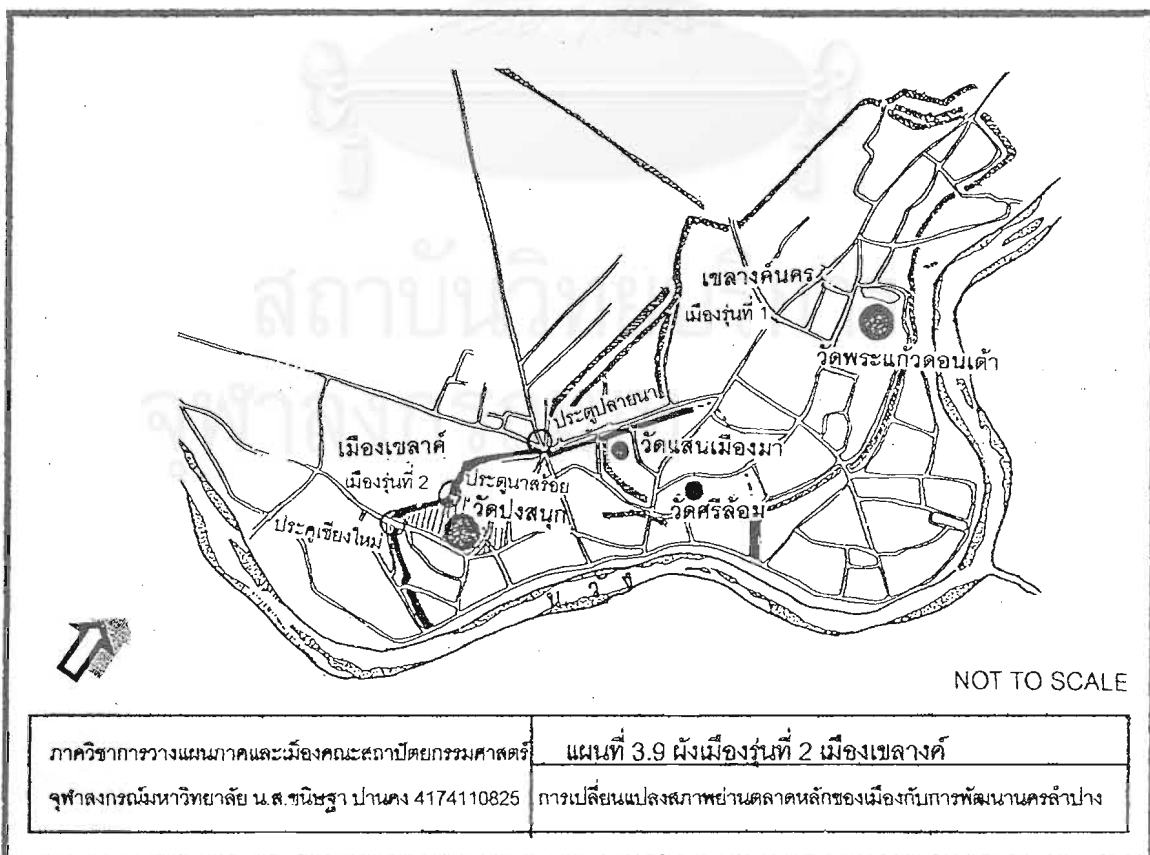 เขลางค์นคร
เมืองรุ่นที่ 1
วัดพระแก้วดอนเต้า
ประตูปลายนา
วัดแสนเมืองมา
เมืองเขลาค์
เมืองรุ่นที่ 2
ประตูนาสร้อย
วัดปงสนุก
วัดศรีล้อม
ประตูเชียงใหม่
น วั ง
NOT TO SCALE
ภาควิชาการวางแผนภาคและเมืองคณะสถาปัตยกรรมศาสตร์
จุฬาลงกรณ์มหาวิทยาลัย น.ส.ขนิษฐา ปานคง 4174110825
แผนที่ 3.9 ผังเมืองรุ่นที่ 2 เมืองเขลางค์
การเปลี่ยนแปลงสภาพย่านตลาดหลักของเมืองกับการพัฒนานครลำปาง